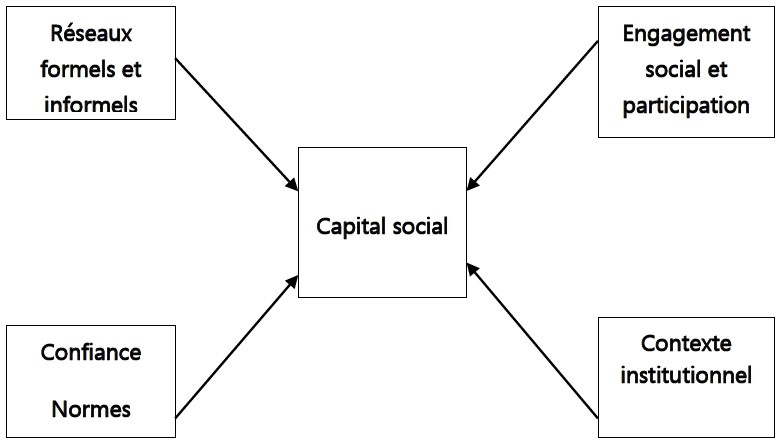 Réseaux
formels et
informels
Engagement
social et
participation
Capital social
Confiance
Normes
Contexte
institutionnel